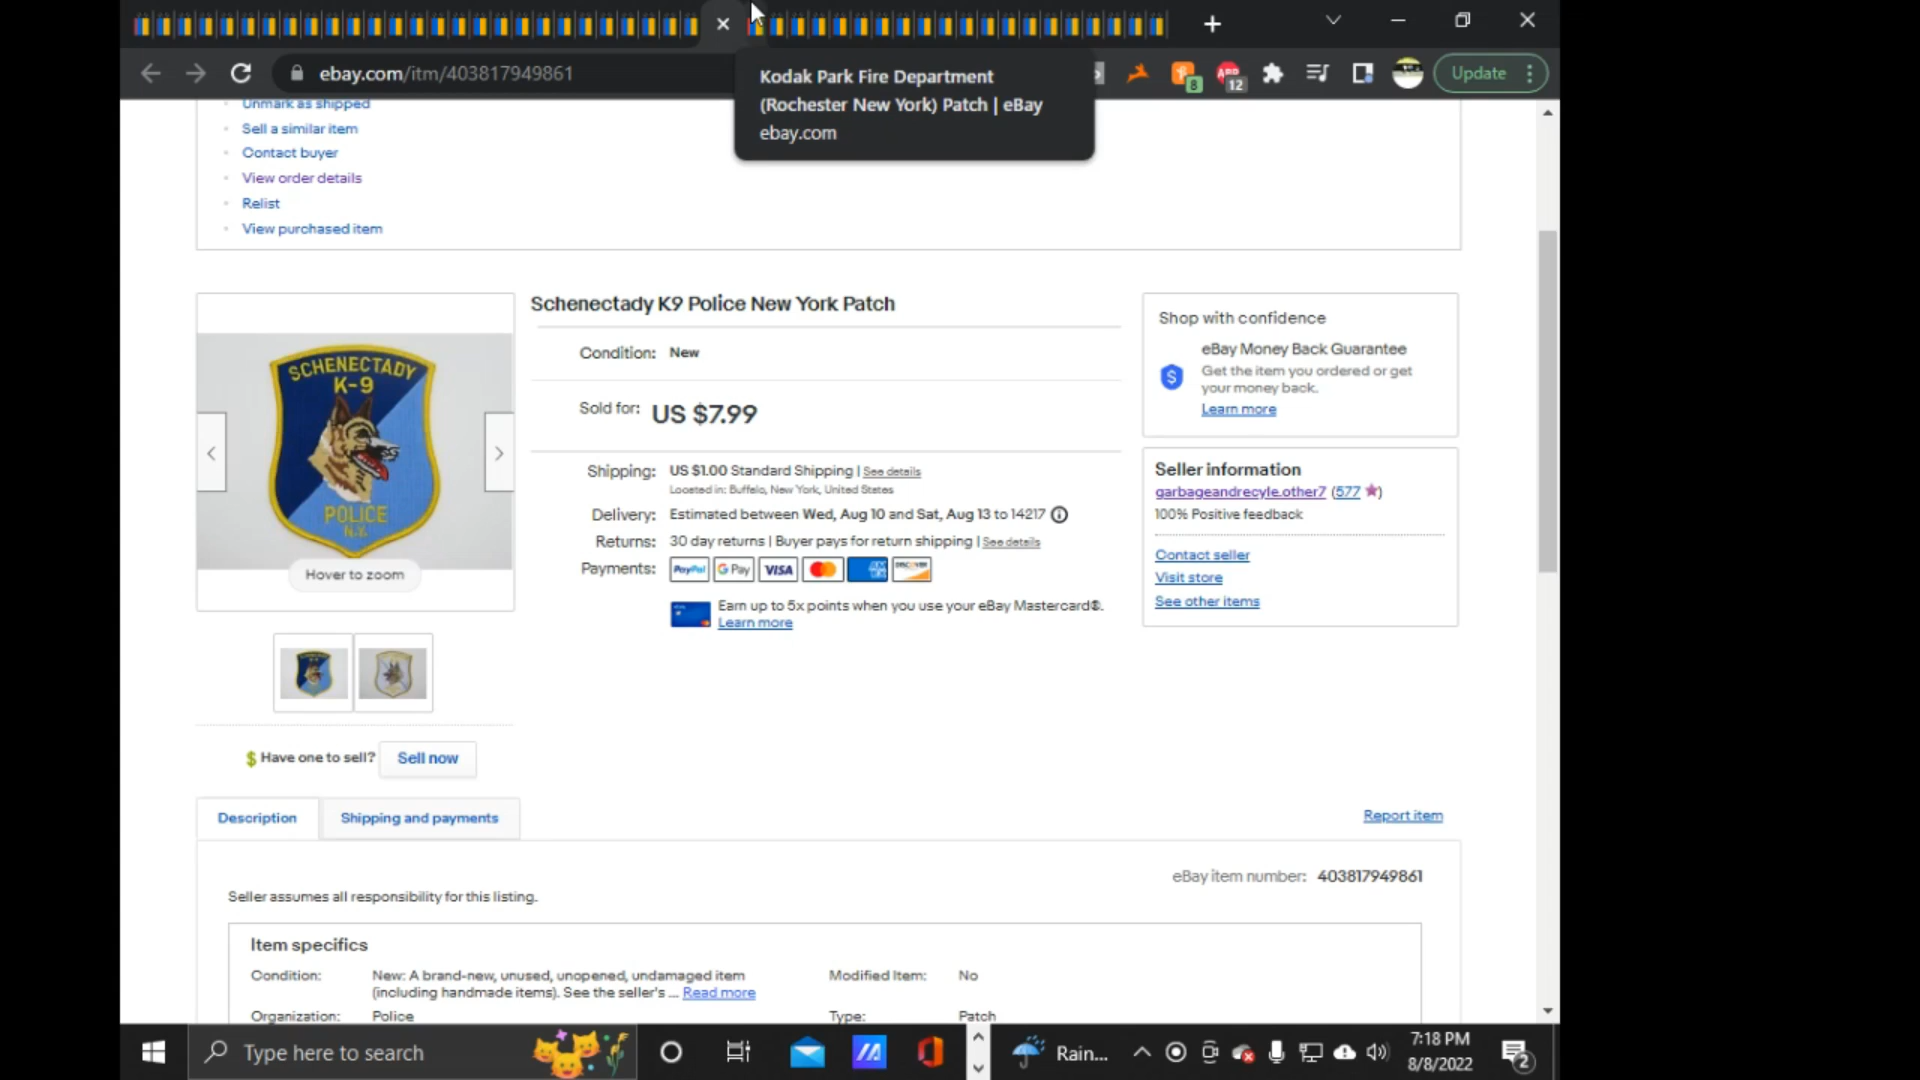 ebay.com/itm/403817949861
8
ABP
12
Update
Kodak Park Fire Department
(Rochester New York) Patch | eBay
ebay.com
Unmark as shipped
Sell a similar item
Contact buyer
View order details
Relist
View purchased item
Schenectady K9 Police New York Patch
Condition: New
Sold for: US $7.99
Shipping: US $1.00 Standard Shipping | See details
Located in: Buffalo, New York, United States
Delivery: Estimated between Wed, Aug 10 and Sat, Aug 13 to 14217
Returns: 30 day returns | Buyer pays for return shipping | See details
Payments: PayPal G Pay VISA DISCOVER
Earn up to 5x points when you use your eBay Mastercard®.
Learn more
Shop with confidence
eBay Money Back Guarantee
Get the item you ordered or get
your money back.
Learn more
Seller information
garbageandrecyle.other7 (577)
100% Positive feedback
Contact seller
Visit store
See other items
SCHENECTADY
K-9
POLICE
N.Y.
Hover to zoom
Have one to sell? Sell now
Description
Shipping and payments
Report item
eBay item number: 403817949861
Seller assumes all responsibility for this listing.
Item specifics
Condition: New: A brand-new, unused, unopened, undamaged item
(including handmade items). See the seller's ... Read more
Modified Item: No
Organization: Police
Type: Patch
Type here to search
Rain...
7:18 PM
8/8/2022
2